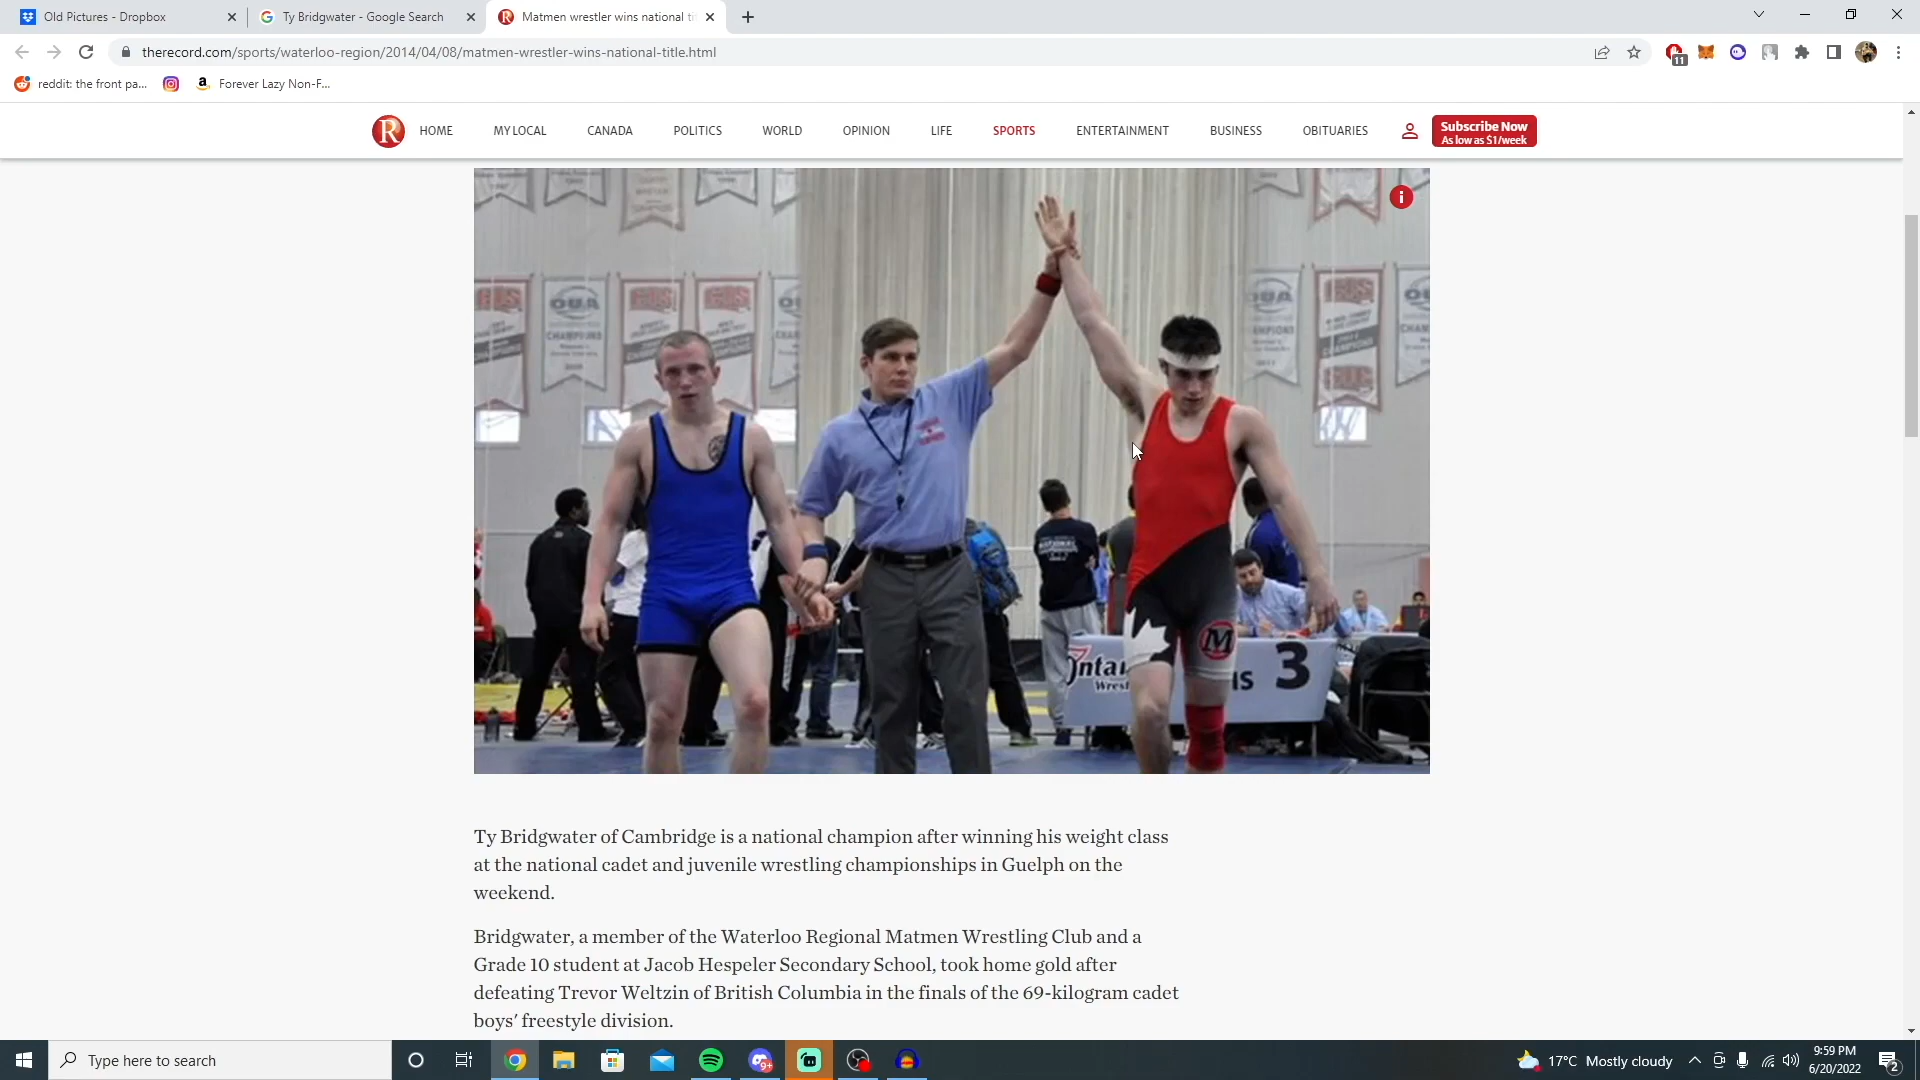 Old Pictures - Dropbox
Ty Bridgwater - Google Search
Matmen wrestler wins national ti
therecord.com/sports/waterloo-region/2014/04/08/matmen-wrestler-wins-national-title.html
11
reddit: the front pa...
Forever Lazy Non-F...
R HOME MY LOCAL CANADA POLITICS WORLD OPINION LIFE SPORTS ENTERTAINMENT BUSINESS OBITUARIES
Subscribe Now
As low as $1/week
i
OUA
CHAMPIONS
M
3
Ty Bridgwater of Cambridge is a national champion after winning his weight class
at the national cadet and juvenile wrestling championships in Guelph on the
weekend.
Bridgwater, a member of the Waterloo Regional Matmen Wrestling Club and a
Grade 10 student at Jacob Hespeler Secondary School, took home gold after
defeating Trevor Weltzin of British Columbia in the finals of the 69-kilogram cadet
boys' freestyle division.
Type here to search
9+
17°C Mostly cloudy
9:59 PM
6/20/2022
2